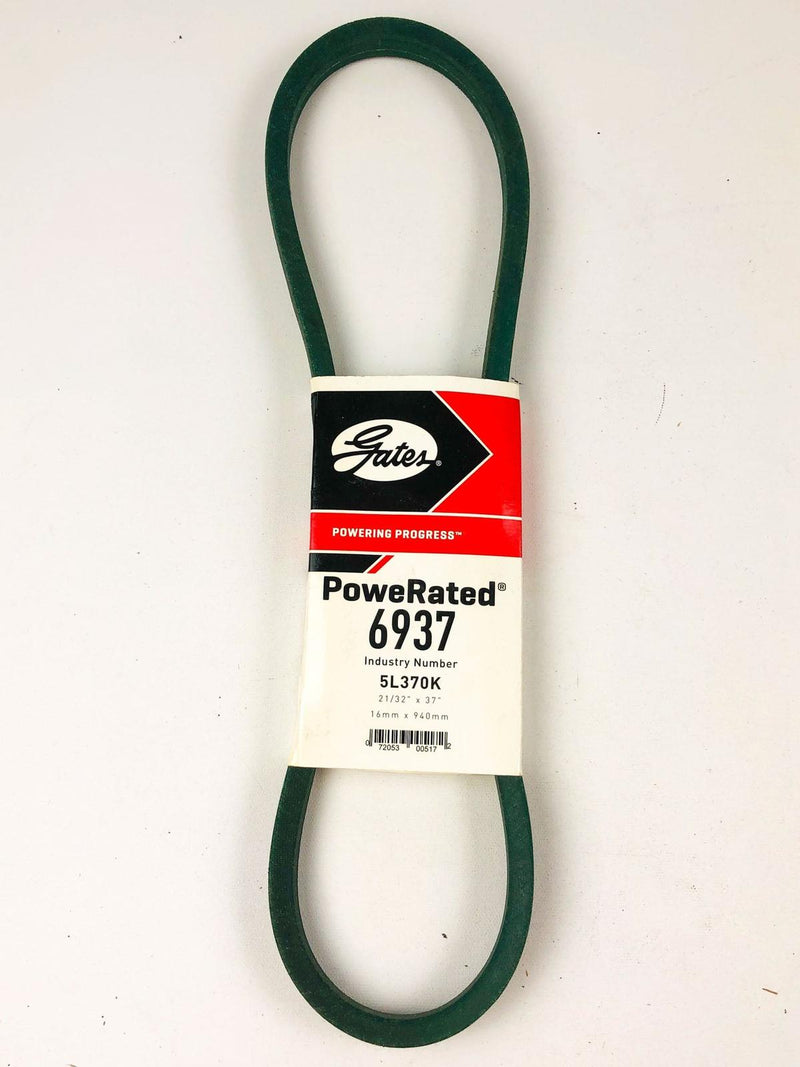 Gates®
POWERING PROGRESS™
PoweRated®
6937
Industry Number
5L370K
21/32" x 37"
16mm x 940mm
0 72053 00517 2